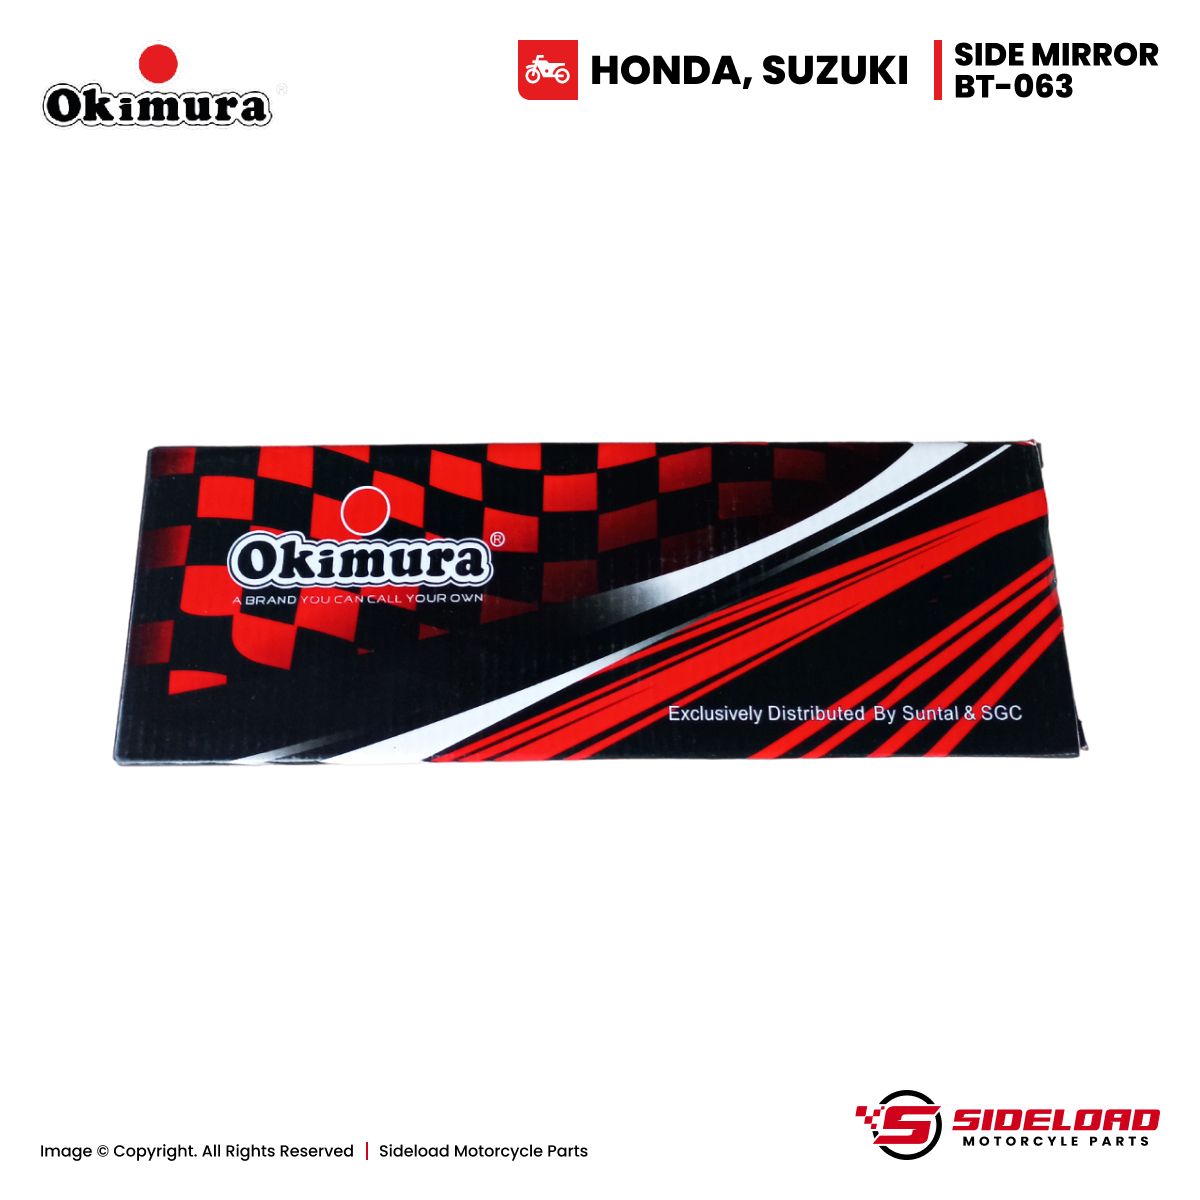 Okimura
®
HONDA, SUZUKI
SIDE MIRROR
BT-063
Okimura®
A BRAND YOU CAN CALL YOUR OWN
Exclusively Distributed By Suntal & SGC
Image © Copyright. All Rights Reserved
Sideload Motorcycle Parts
S SIDELOAD
MOTORCYLE PARTS